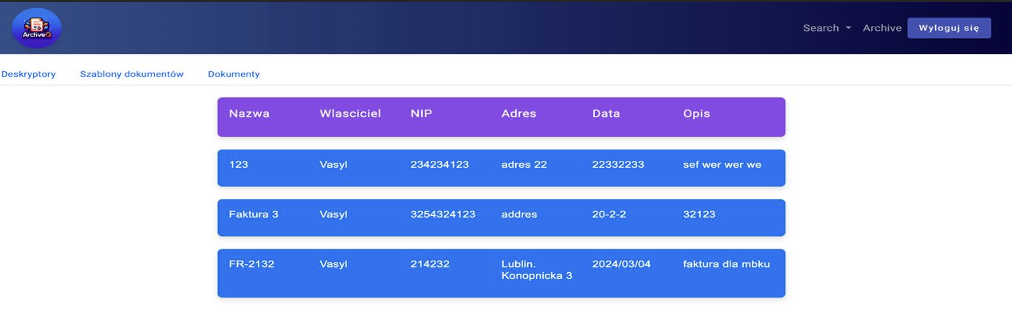 ArchiveQ
Search Archive Wyloguj się
Deskryptory Szablony dokumentów Dokumenty
Nazwa Wlasciciel NIP Adres Data Opis
123 Vasyl 234234123 adres 22 22332233 sef wer wer we
Faktura 3 Vasyl 3254324123 addres 20-2-2 32123
FR-2132 Vasyl 214232 Lublin. 2024/03/04 faktura dla mbku
Konopnicka 3